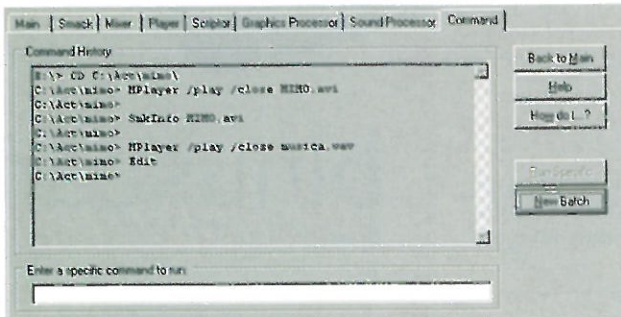 Main Smack Mixer Player Scriptor Graphics Processor Sound Processor Command
Command History
CD C:\Act\mimo\
C:\Act\mimo> MPlayer /play /close MIMO.avi
C:\Act\mimo>
C:\Act\mimo> SmkInfo MIMO.avi
C:\Act\mimo>
C:\Act\mimo> MPlayer /play /close musica.wav
C:\Act\mimo> Edit
C:\Act\mimo>
Enter a specific command to run:
Back to Main
Help
How do I...?
Run Specific
New Batch